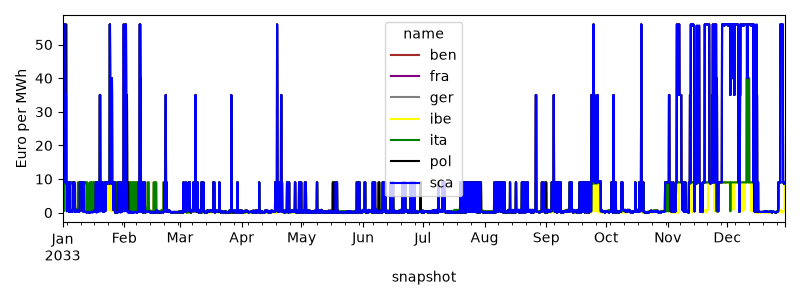 name
ben
fra
ger
ibe
ita
pol
sca
Euro per MWh
50
40
30
20
10
0
Jan Feb Mar Apr May Jun Jul Aug Sep Oct Nov Dec
2033
snapshot